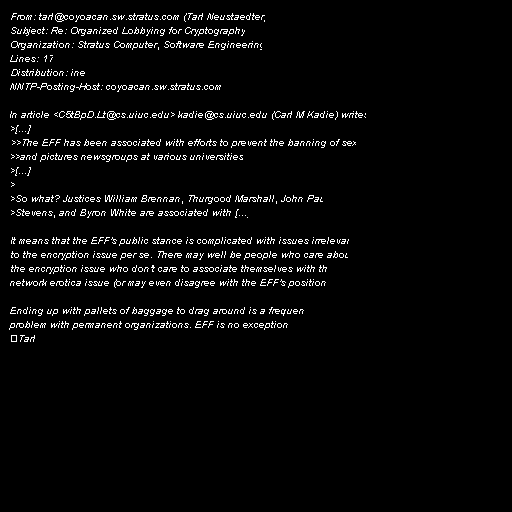 From: tarl@coyoacan.sw.stratus.com (Tarl Neustaedter)
Subject: Re: Organized Lobbying for Cryptography
Organization: Stratus Computer, Software Engineering
Lines: 17
Distribution: ine
NNTP-Posting-Host: coyoacan.sw.stratus.com

In article <C5tBpD.Lt@cs.uiuc.edu> kadie@cs.uiuc.edu (Carl M Kadie) writes
>[...]
>>The EFF has been associated with efforts to prevent the banning of sex
>>and pictures newsgroups at various universities
>[...]
>
>So what? Justices William Brennan, Thurgood Marshall, John Pau
>Stevens, and Byron White are associated with [...

It means that the EFF's public stance is complicated with issues irrelevan
to the encryption issue per se. There may well be people who care abou
the encryption issue who don't care to associate themselves with th
network erotica issue (or may even disagree with the EFF's position

Ending up with pallets of baggage to drag around is a frequen
problem with permanent organizations. EFF is no exception
Tarl